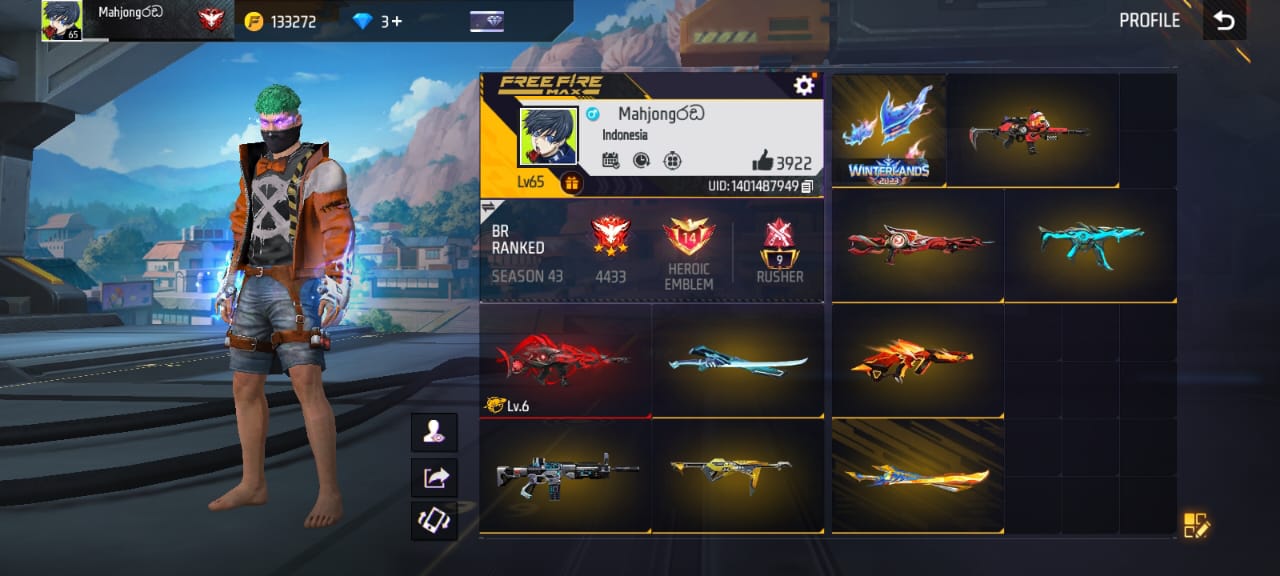 Mahjongරඩි
65
133272
3+
PROFILE
FREE FIRE
MAX
Mahjongරඩි
Indonesia
3922
Lv65
UID:1401487949
BR
RANKED
SEASON 43
4433
14
HEROIC
EMBLEM
9
RUSHER
Lv.6
WINTERLANDS
2023